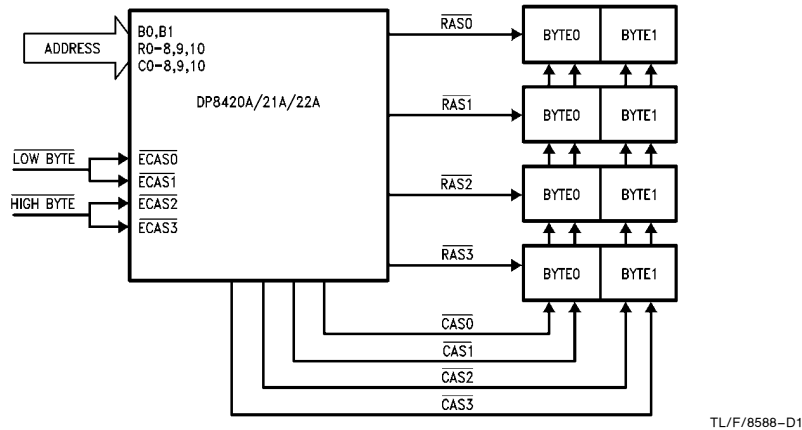 ADDRESS
B0,B1
R0-8,9,10
C0-8,9,10
DP8420A/21A/22A
LOW BYTE
HIGH BYTE
ECAS0
ECAS1
ECAS2
ECAS3
RAS0
RAS1
RAS2
RAS3
BYTE0 BYTE1
BYTE0 BYTE1
BYTE0 BYTE1
BYTE0 BYTE1
CAS0
CAS1
CAS2
CAS3
TL/F/8588-D1